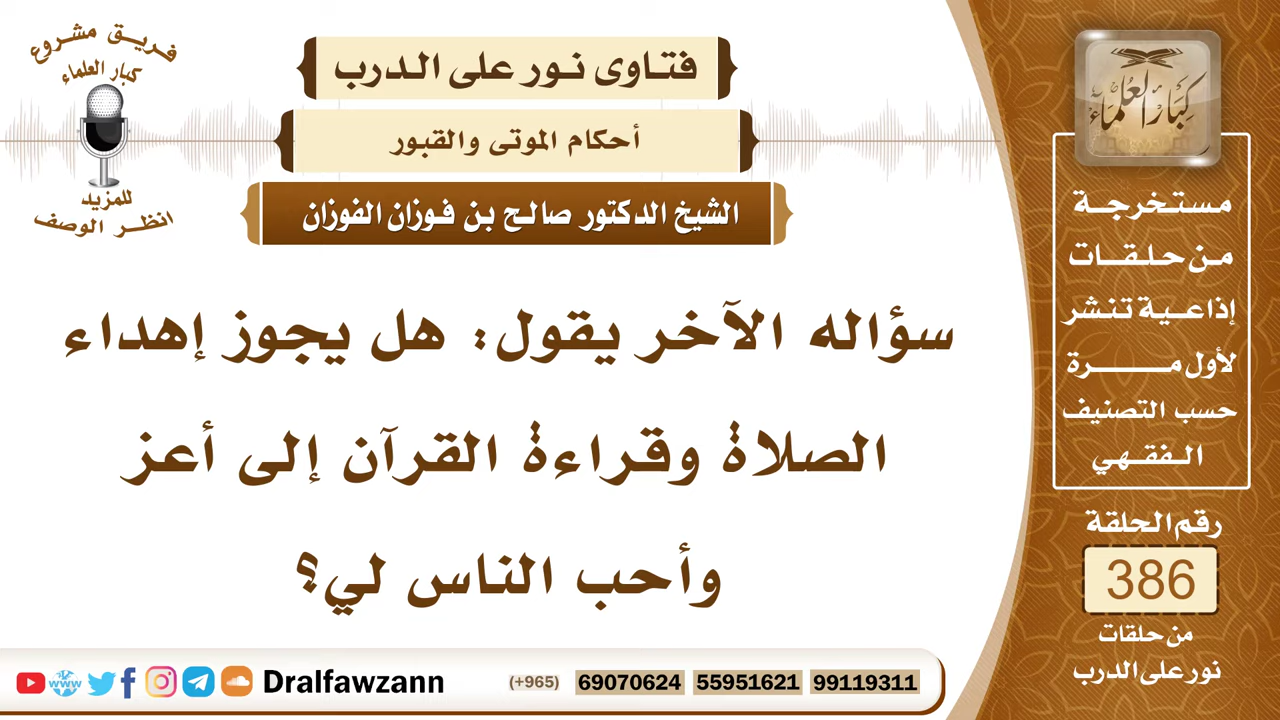 فريق مشروع
كبار العلماء
للمزيد
انظر الوصف
فتاوى نور على الدرب
أحكام الموتى والقبور
الشيخ الدكتور صالح بن فوزان الفوزان
سؤاله الآخر يقول: هل يجوز إهداء
الصلاة وقراءة القرآن إلى أعز
وأحب الناس لي؟
كبار العلماء
مستخرجة
من حلقات
إذاعية تنشر
لأول مرة
حسب التصنيف
الفقهي
رقم الحلقة
386
من حلقات
نور على الدرب
www Dralfawzann (+965) 69070624 55951621 99119311